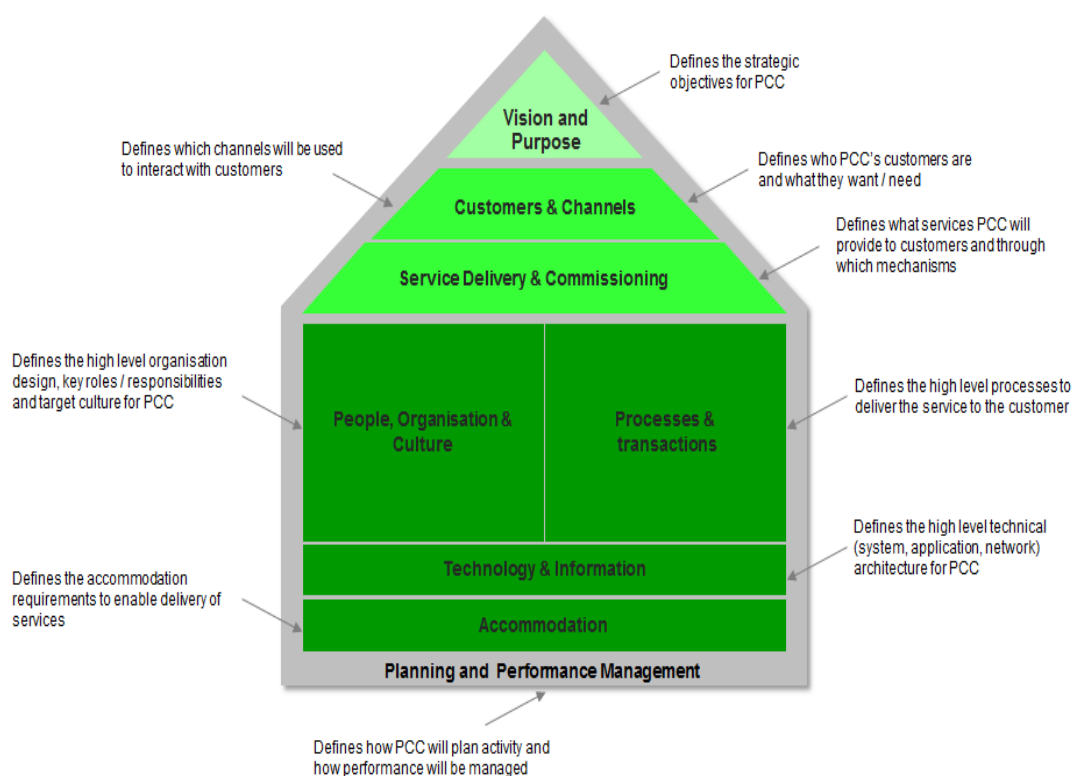 Defines the strategic
objectives for PCC
Vision and
Purpose
Defines which channels will be used
to interact with customers
Defines who PCC's customers are
and what they want / need
Customers & Channels
Defines what services PCC will
provide to customers and through
which mechanisms
Service Delivery & Commissioning
Defines the high level organisation
design, key roles / responsibilities
and target culture for PCC
People, Organisation &
Culture
Processes &
transactions
Defines the high level processes to
deliver the service to the customer
Defines the high level technical
(system, application, network)
architecture for PCC
Technology & Information
Defines the accommodation
requirements to enable delivery of
services
Accommodation
Planning and Performance Management
Defines how PCC will plan activity and
how performance will be managed